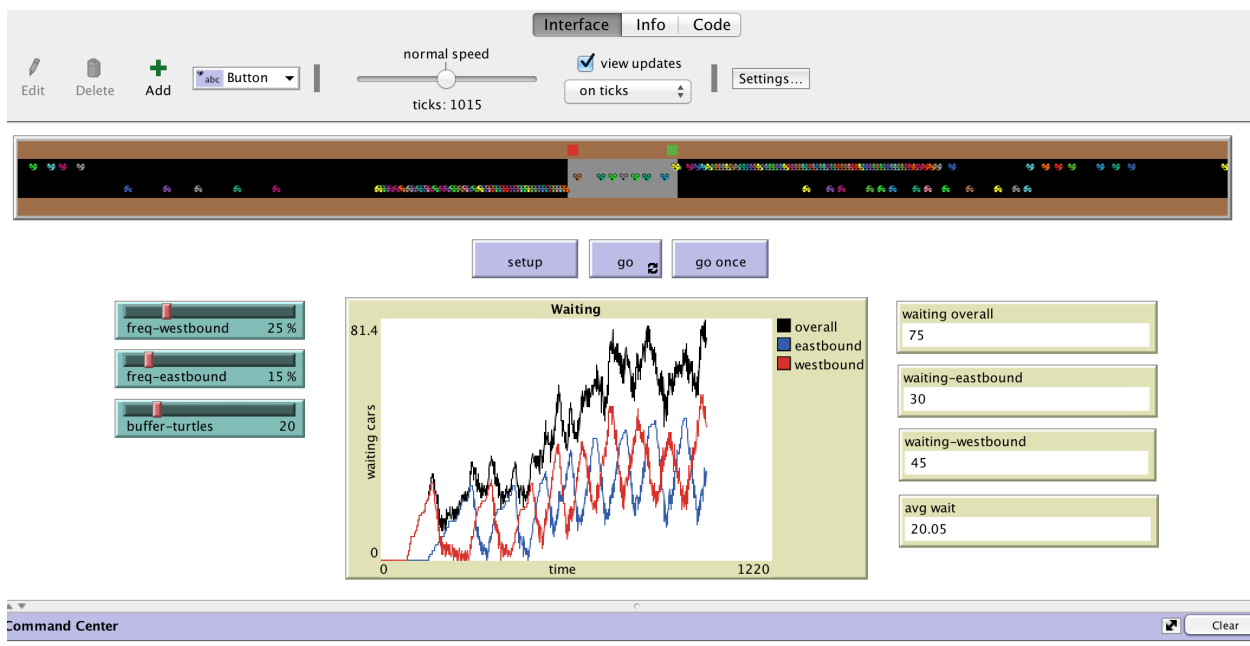 Interface Info Code
Edit Delete Add abc Button normal speed ticks: 1015 view updates on ticks Settings...
setup go go once
freq-westbound 25 %
freq-eastbound 15 %
buffer-turtles 20
Waiting
81.4
waiting cars
0
0 time 1220
overall
eastbound
westbound
waiting overall
75
waiting-eastbound
30
waiting-westbound
45
avg wait
20.05
Command Center Clear